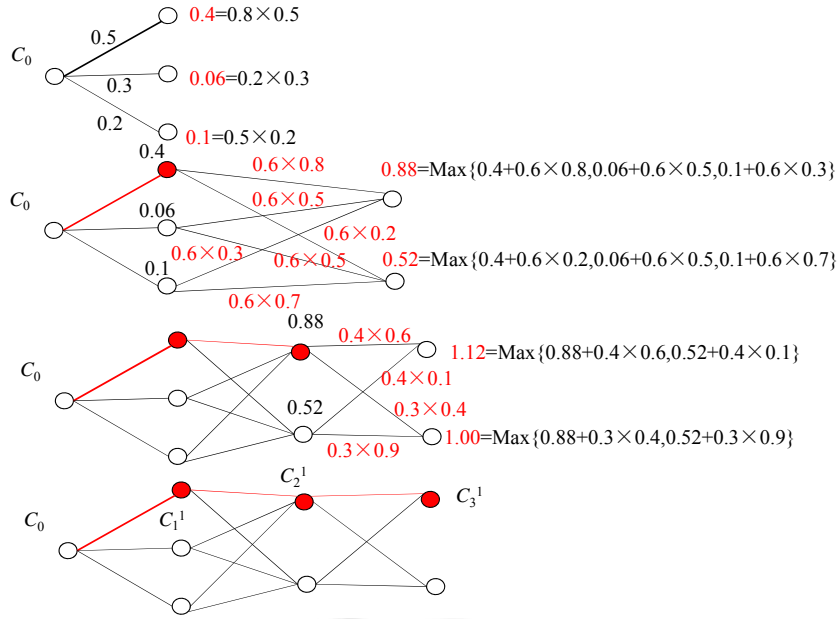 0.4=0.8×0.5
0.5
C₀
0.3
0.06=0.2×0.3
0.2
0.1=0.5×0.2
0.4
0.6×0.8
0.88=Max{0.4+0.6×0.8,0.06+0.6×0.5,0.1+0.6×0.3}
C₀
0.06
0.6×0.5
0.6×0.2
0.6×0.3
0.1
0.6×0.5
0.52=Max{0.4+0.6×0.2,0.06+0.6×0.5,0.1+0.6×0.7}
0.6×0.7
0.88
0.4×0.6
1.12=Max{0.88+0.4×0.6,0.52+0.4×0.1}
C₀
0.4×0.1
0.52
0.3×0.4
0.3×0.9
1.00=Max{0.88+0.3×0.4,0.52+0.3×0.9}
C₂¹
C₃¹
C₀
C₁¹